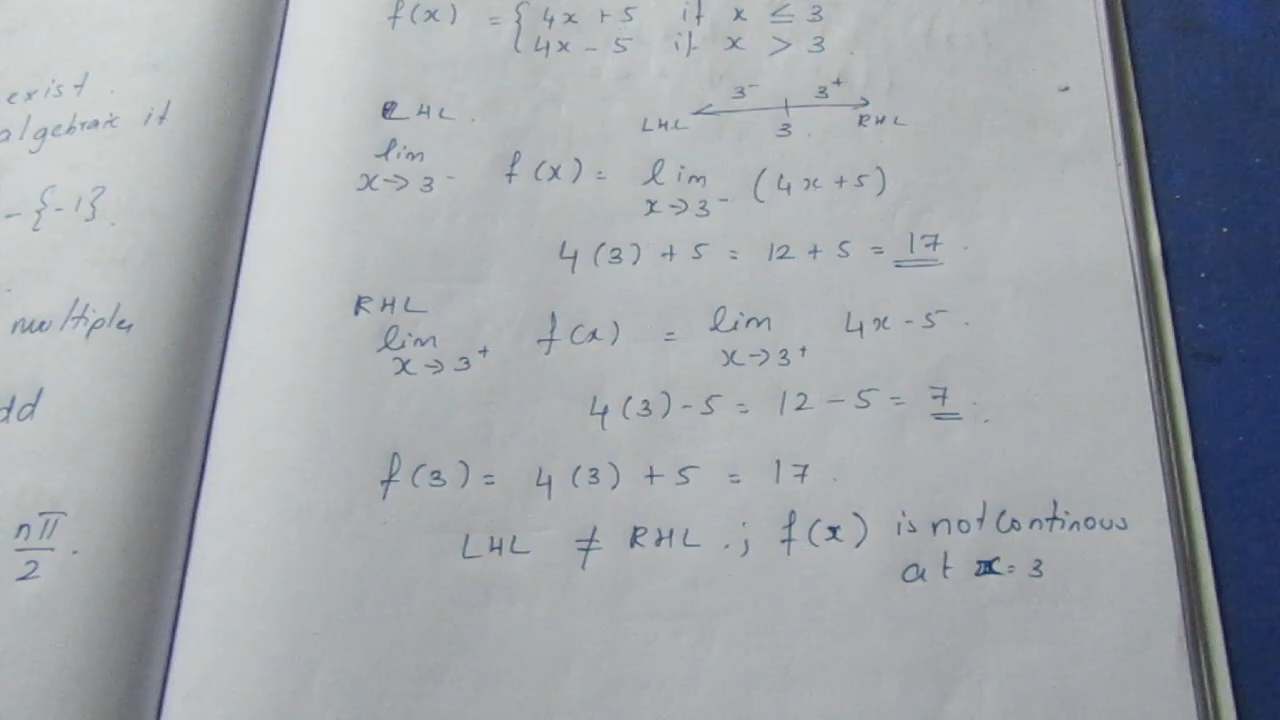 exist.
algebraic if
- {-1}.
multiples
dd
nπ/2.
f(x) = { 4x + 5 if x ≤ 3
4x - 5 if x > 3.
LHL.
3⁻ 3⁺
LHL 3. RHL
lim x→3⁻ f(x) = lim x→3⁻ (4x+5)
4(3) + 5 = 12 + 5 = 17.
RHL
lim x→3⁺ f(x) = lim x→3⁺ 4x - 5.
4(3) - 5 = 12 - 5 = 7.
f(3) = 4(3) + 5 = 17.
LHL ≠ RHL .; f(x) is not continous
at x = 3